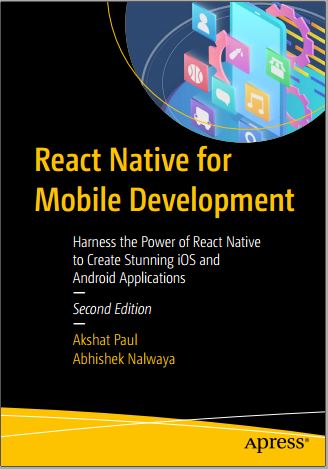 React Native for
Mobile Development
Harness the Power of React Native
to Create Stunning iOS and
Android Applications
Second Edition
Akshat Paul
Abhishek Nalwaya
Apress®